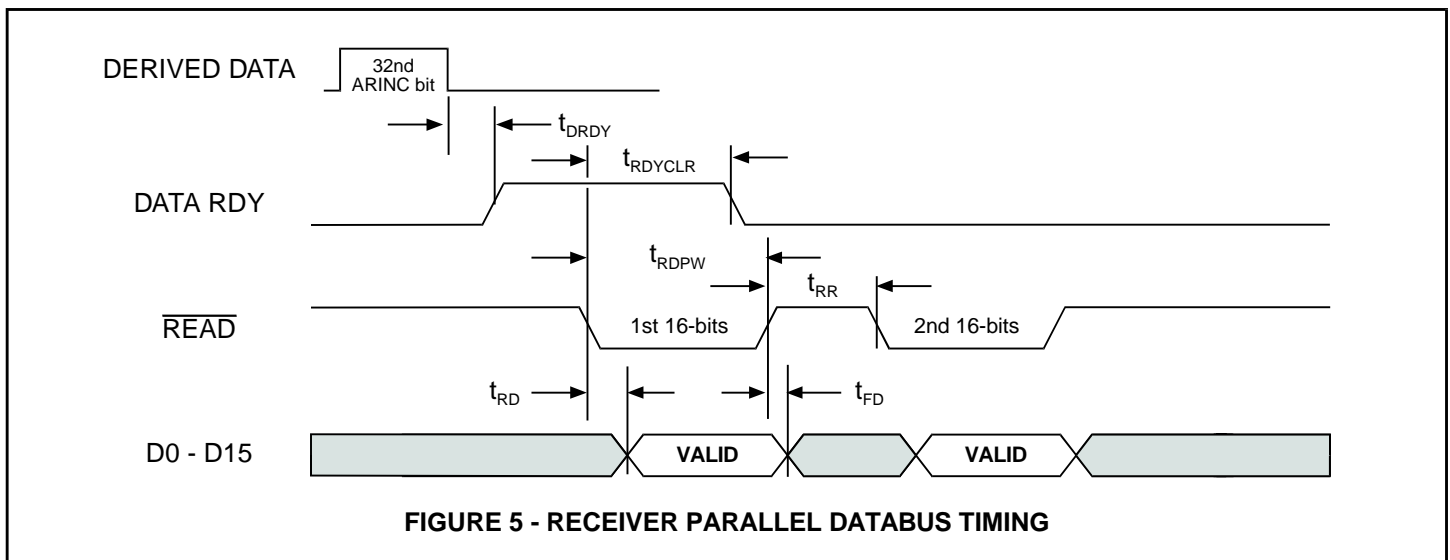 DERIVED DATA
32nd
ARINC bit
tDRDY
tRDYCLR
DATA RDY
tRDPW
tRR
READ
1st 16-bits
2nd 16-bits
tRD
tFD
D0 - D15
VALID
VALID
FIGURE 5 - RECEIVER PARALLEL DATABUS TIMING